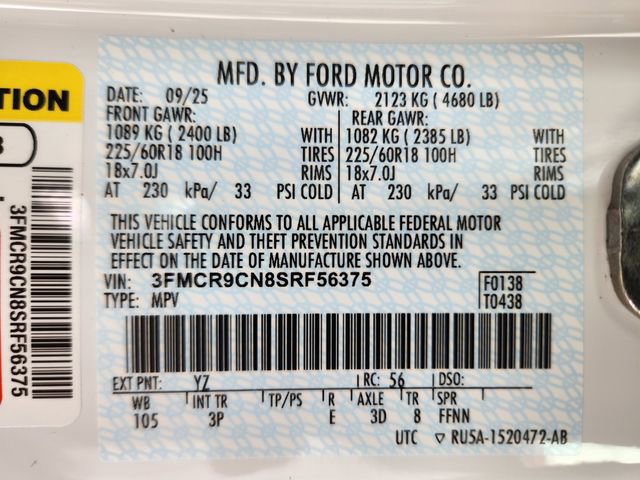 MFD. BY FORD MOTOR CO.
DATE: 09/25 GVWR: 2123 KG ( 4680 LB)
FRONT GAWR: REAR GAWR:
1089 KG ( 2400 LB) WITH 1082 KG ( 2385 LB) WITH
225/60R18 100H TIRES 225/60R18 100H TIRES
18x7.0J RIMS 18x7.0J RIMS
AT 230 kPa/ 33 PSI COLD AT 230 kPa/ 33 PSI COLD
THIS VEHICLE CONFORMS TO ALL APPLICABLE FEDERAL MOTOR
VEHICLE SAFETY AND THEFT PREVENTION STANDARDS IN
EFFECT ON THE DATE OF MANUFACTURE SHOWN ABOVE.
VIN: 3FMCR9CN8SRF56375 F0138
TYPE: MPV T0438
EXT PNT: YZ RC: 56 DSO:
WB INT TR TP/PS R AXLE TR SPR
105 3P E 3D 8 FFNN
UTC ▽ RU5A-1520472-AB
TION
3FMCR9CN8SRF56375